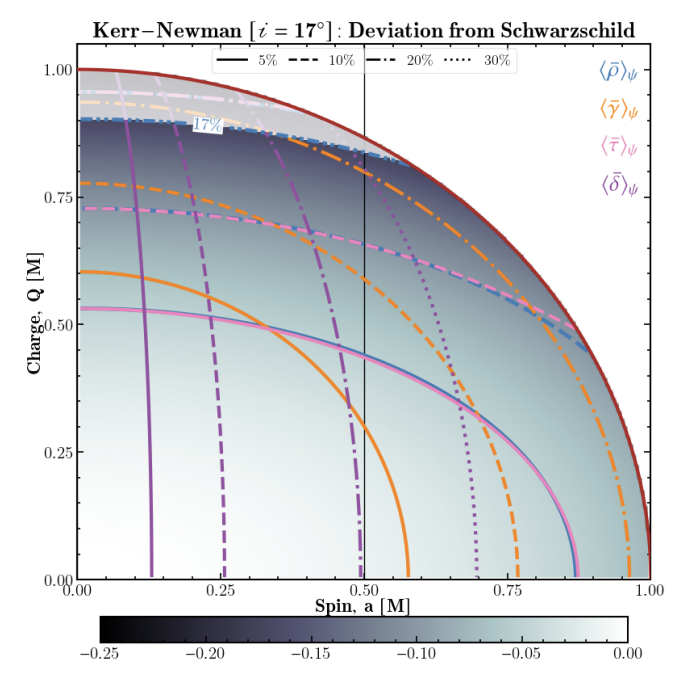 Kerr−Newman [i = 17°]: Deviation from Schwarzschild
5% 10% 20% 30%
⟨ρ̄⟩ψ
⟨γ̄⟩ψ
⟨τ̄⟩ψ
⟨δ̄⟩ψ
17%
Charge, Q [M]
1.00
0.75
0.50
0.25
0.00
0.00 0.25 0.50 0.75 1.00
Spin, a [M]
−0.25 −0.20 −0.15 −0.10 −0.05 0.00